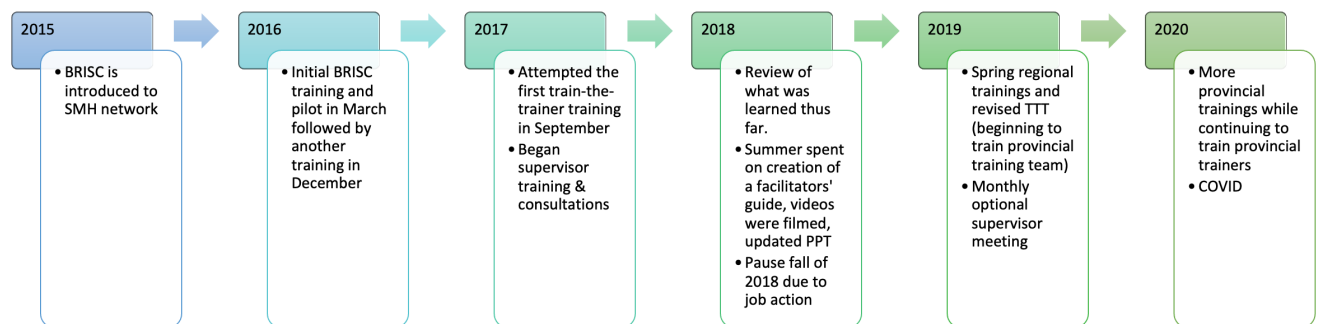 2015
• BRISC is
introduced to
SMH network
2016
• Initial BRISC
training and
pilot in March
followed by
another
training in
December
2017
• Attempted the
first train-the-
trainer training
in September
• Began
supervisor
training &
consultations
2018
• Review of
what was
learned thus
far.
• Summer spent
on creation of
a facilitators'
guide, videos
were filmed,
updated PPT
• Pause fall of
2018 due to
job action
2019
• Spring regional
trainings and
revised TTT
(beginning to
train provincial
training team)
• Monthly
optional
supervisor
meeting
2020
• More
provincial
trainings while
continuing to
train provincial
trainers
• COVID